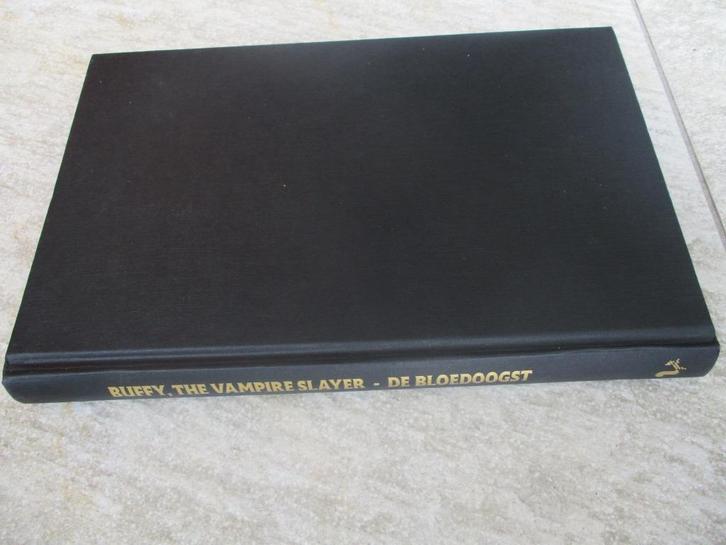 BUFFY, THE VAMPIRE SLAYER - DE BLOEDOOGST